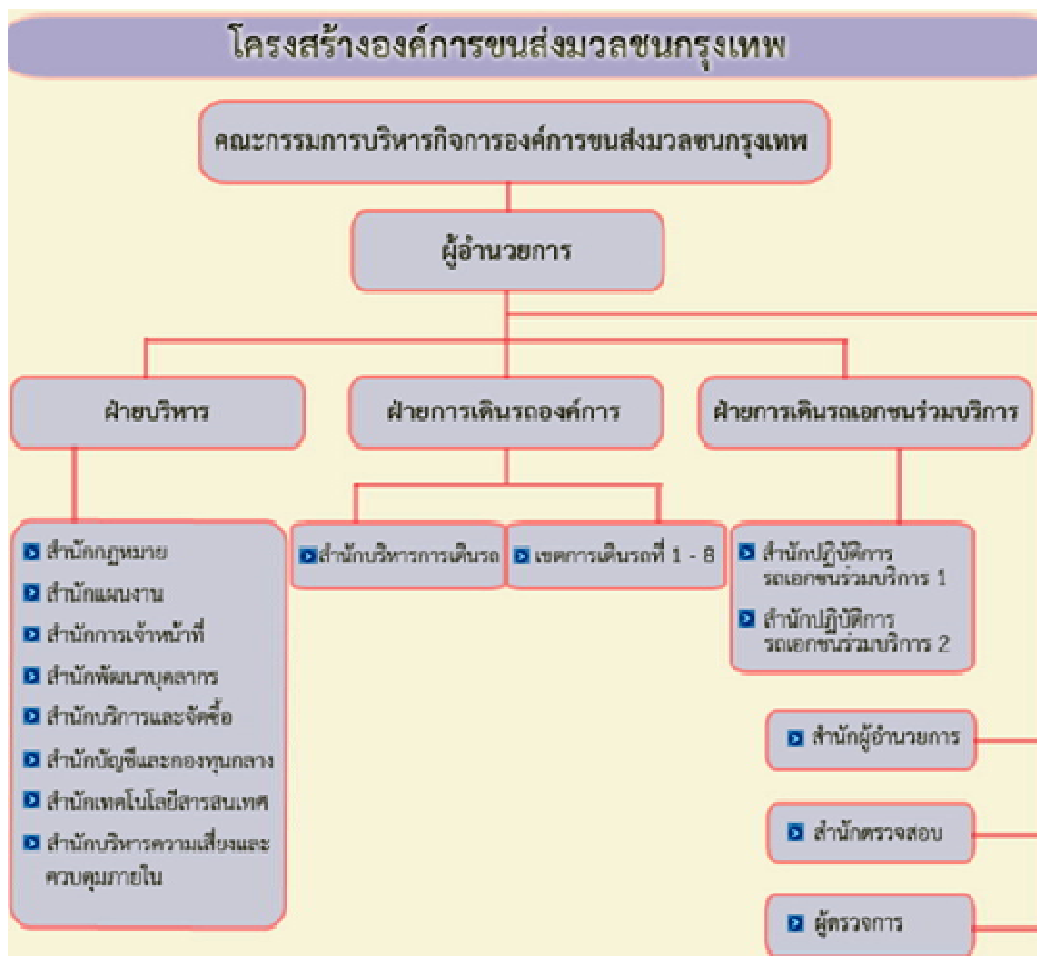 โครงสร้างองค์การขนส่งมวลชนกรุงเทพ
คณะกรรมการบริหารกิจการองค์การขนส่งมวลชนกรุงเทพ
ผู้อำนวยการ
ฝ่ายบริหาร
ฝ่ายการเดินรถองค์การ
ฝ่ายการเดินรถเอกชนร่วมบริการ
สำนักกฎหมาย
สำนักแผนงาน
สำนักการเจ้าหน้าที่
สำนักพัฒนาบุคลากร
สำนักบริการและจัดซื้อ
สำนักบัญชีและกองทุนกลาง
สำนักเทคโนโลยีสารสนเทศ
สำนักบริหารความเสี่ยงและ
ควบคุมภายใน
สำนักบริหารการเดินรถ
เขตการเดินรถที่ 1 - 8
สำนักปฏิบัติการ
รถเอกชนร่วมบริการ 1
สำนักปฏิบัติการ
รถเอกชนร่วมบริการ 2
สำนักผู้อำนวยการ
สำนักตรวจสอบ
ผู้ตรวจการ